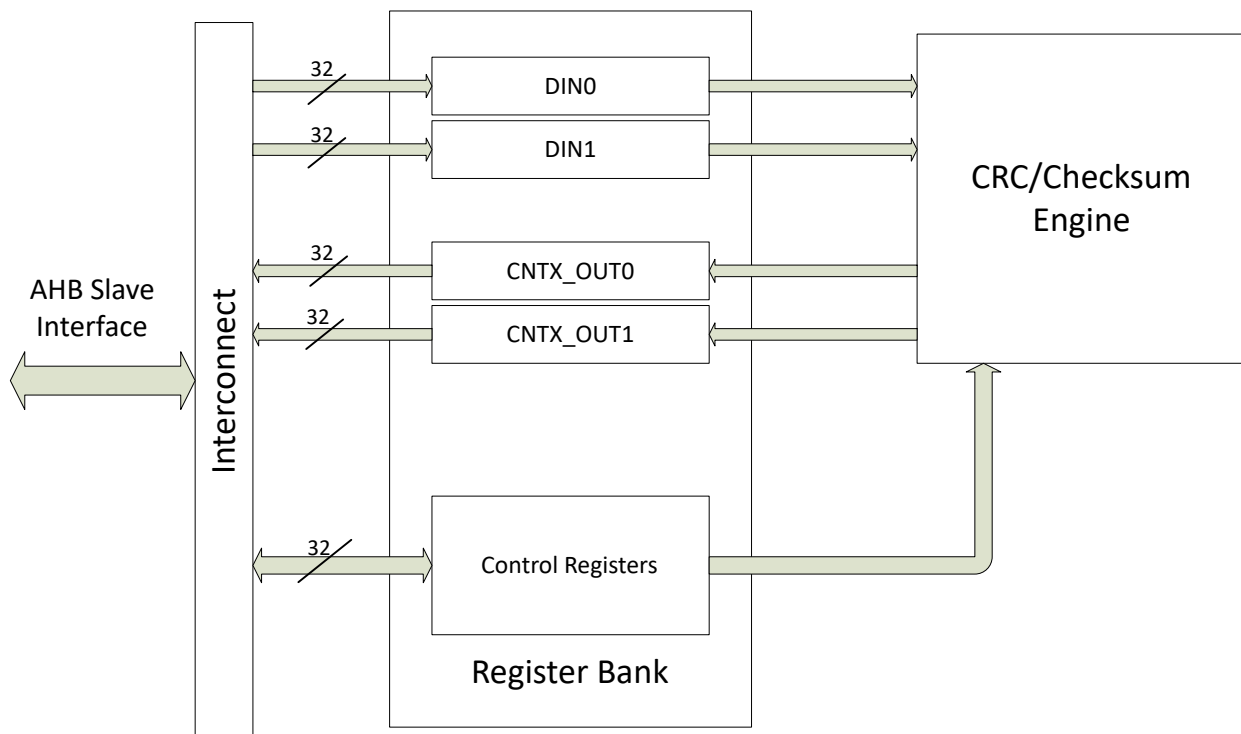 32
DIN0
32
DIN1
CRC/Checksum
Engine
32
CNTX_OUT0
32
CNTX_OUT1
AHB Slave
Interface
Interconnect
32
Control Registers
Register Bank